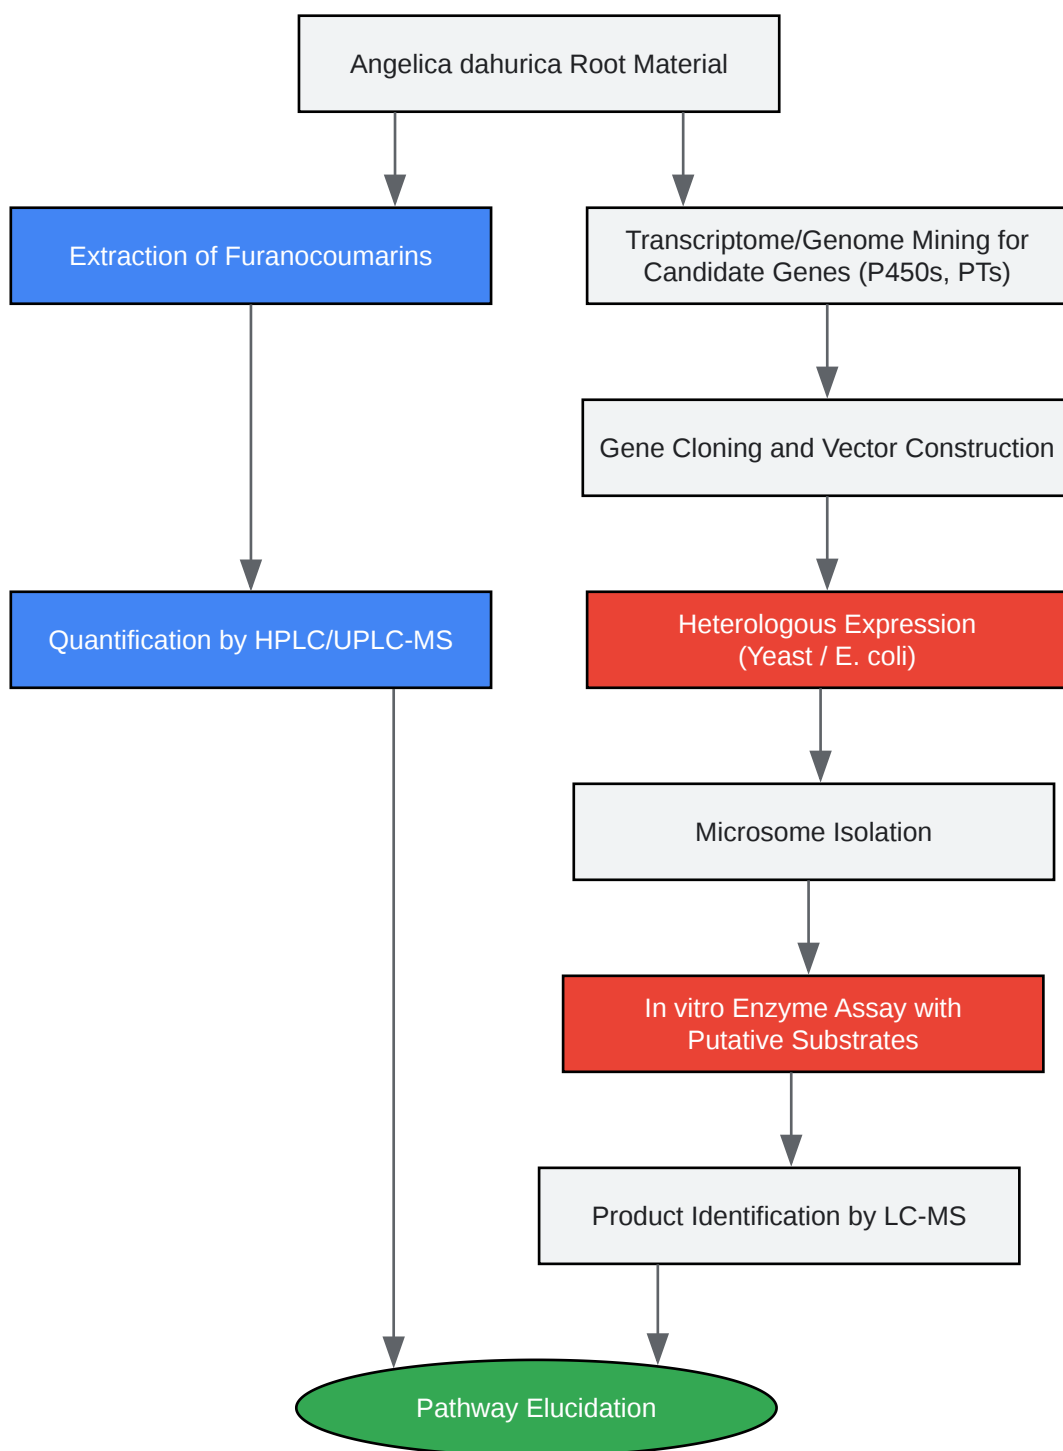 Angelica dahurica Root Material
Extraction of Furanocoumarins
Transcriptome/Genome Mining for
Candidate Genes (P450s, PTs)
Gene Cloning and Vector Construction
Quantification by HPLC/UPLC-MS
Heterologous Expression
(Yeast / E. coli)
Microsome Isolation
In vitro Enzyme Assay with
Putative Substrates
Product Identification by LC-MS
Pathway Elucidation